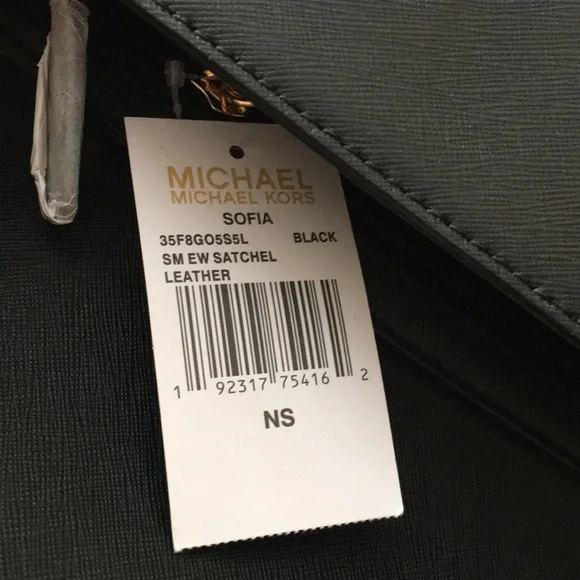 MICHAEL
MICHAEL KORS
SOFIA
35F8GO5S5L BLACK
SM EW SATCHEL
LEATHER
1 92317 75416 2
NS